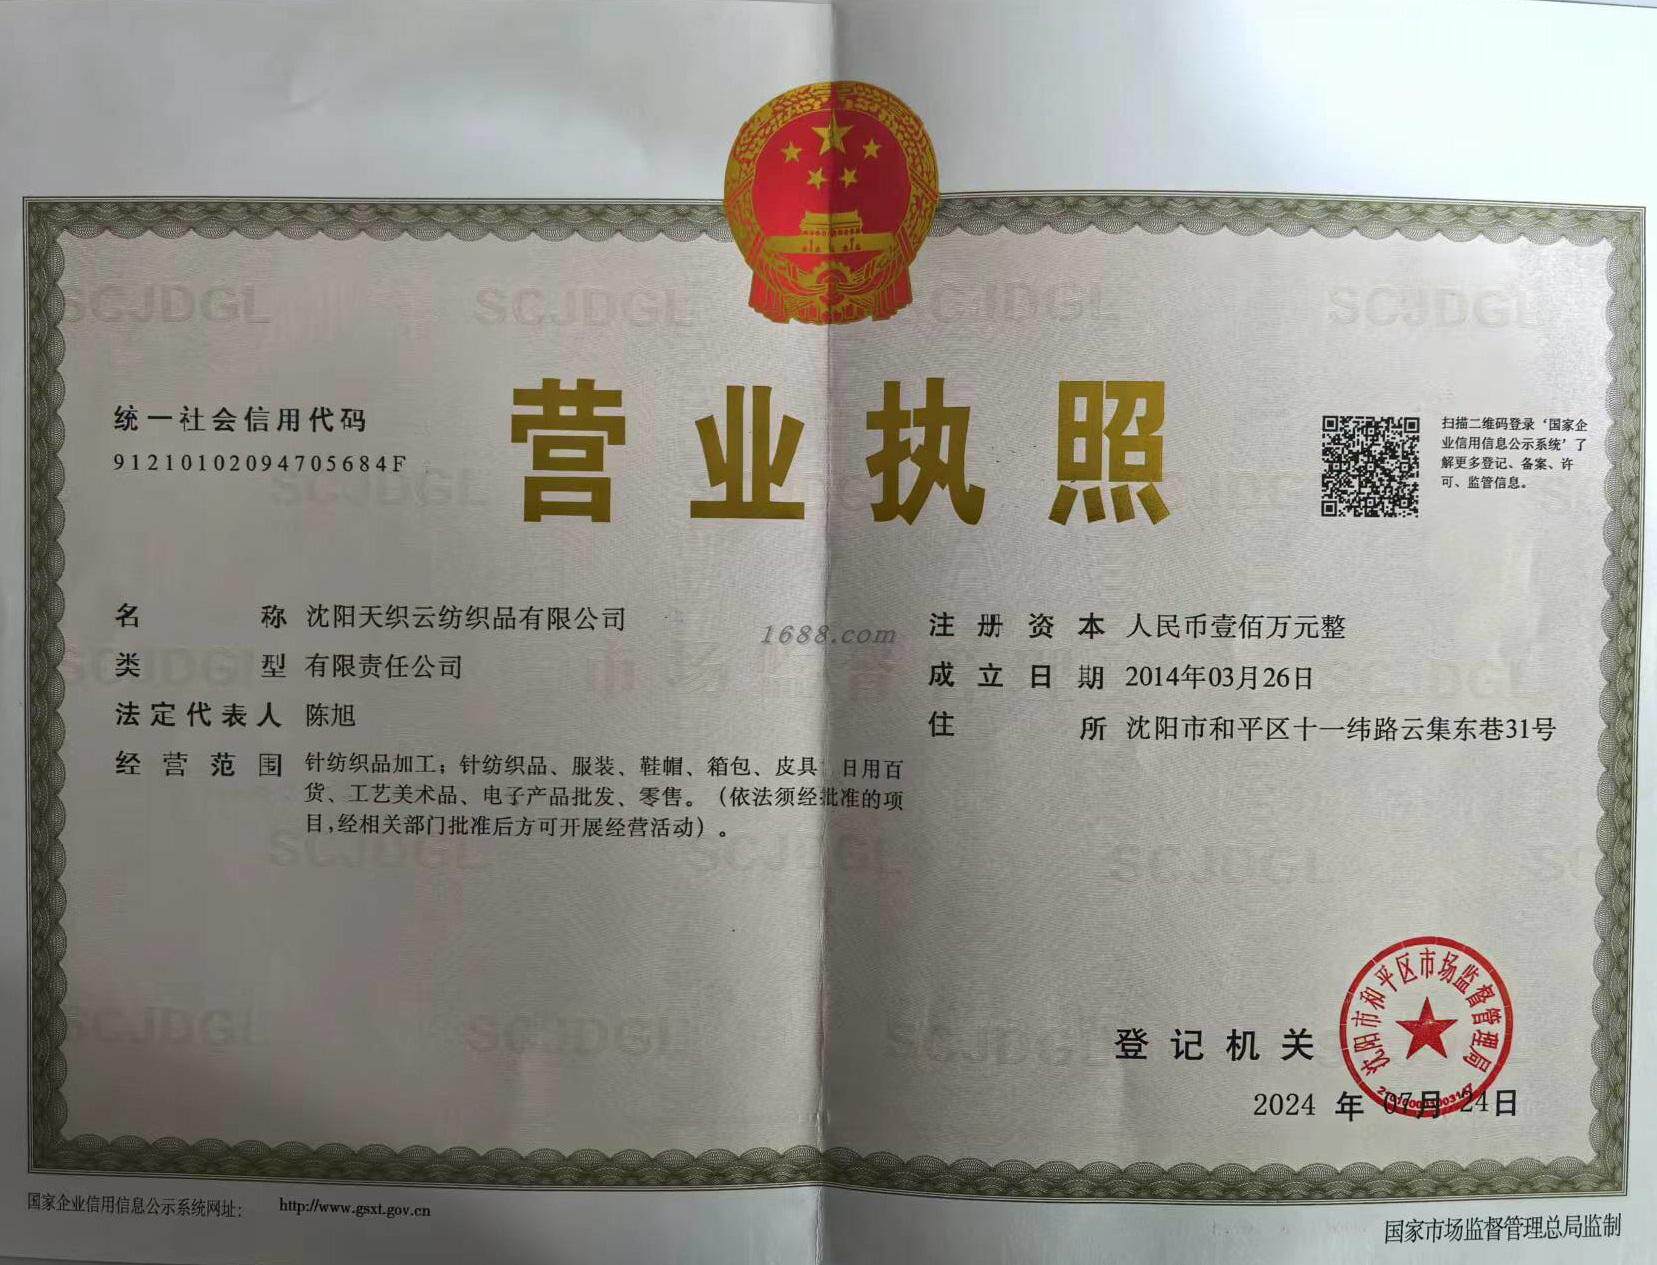 营业执照
统一社会信用代码
91210102094705684F
扫描二维码登录‘国家企
业信用信息公示系统’了
解更多登记、备案、许
可、监管信息。
名 称 沈阳天织云纺织品有限公司
类 型 有限责任公司
法定代表人 陈旭
经营范围 针纺织品加工；针纺织品、服装、鞋帽、箱包、皮具、日用百
货、工艺美术品、电子产品批发、零售。（依法须经批准的项
目,经相关部门批准后方可开展经营活动）。
1688.com
注册资本 人民币壹佰万元整
成立日期 2014年03月26日
住 所 沈阳市和平区十一纬路云集东巷31号
登记机关
沈阳市和平区市场监督管理局
2024 年 07月 24日
国家企业信用信息公示系统网址： http://www.gsxt.gov.cn
国家市场监督管理总局监制
SCJDGL